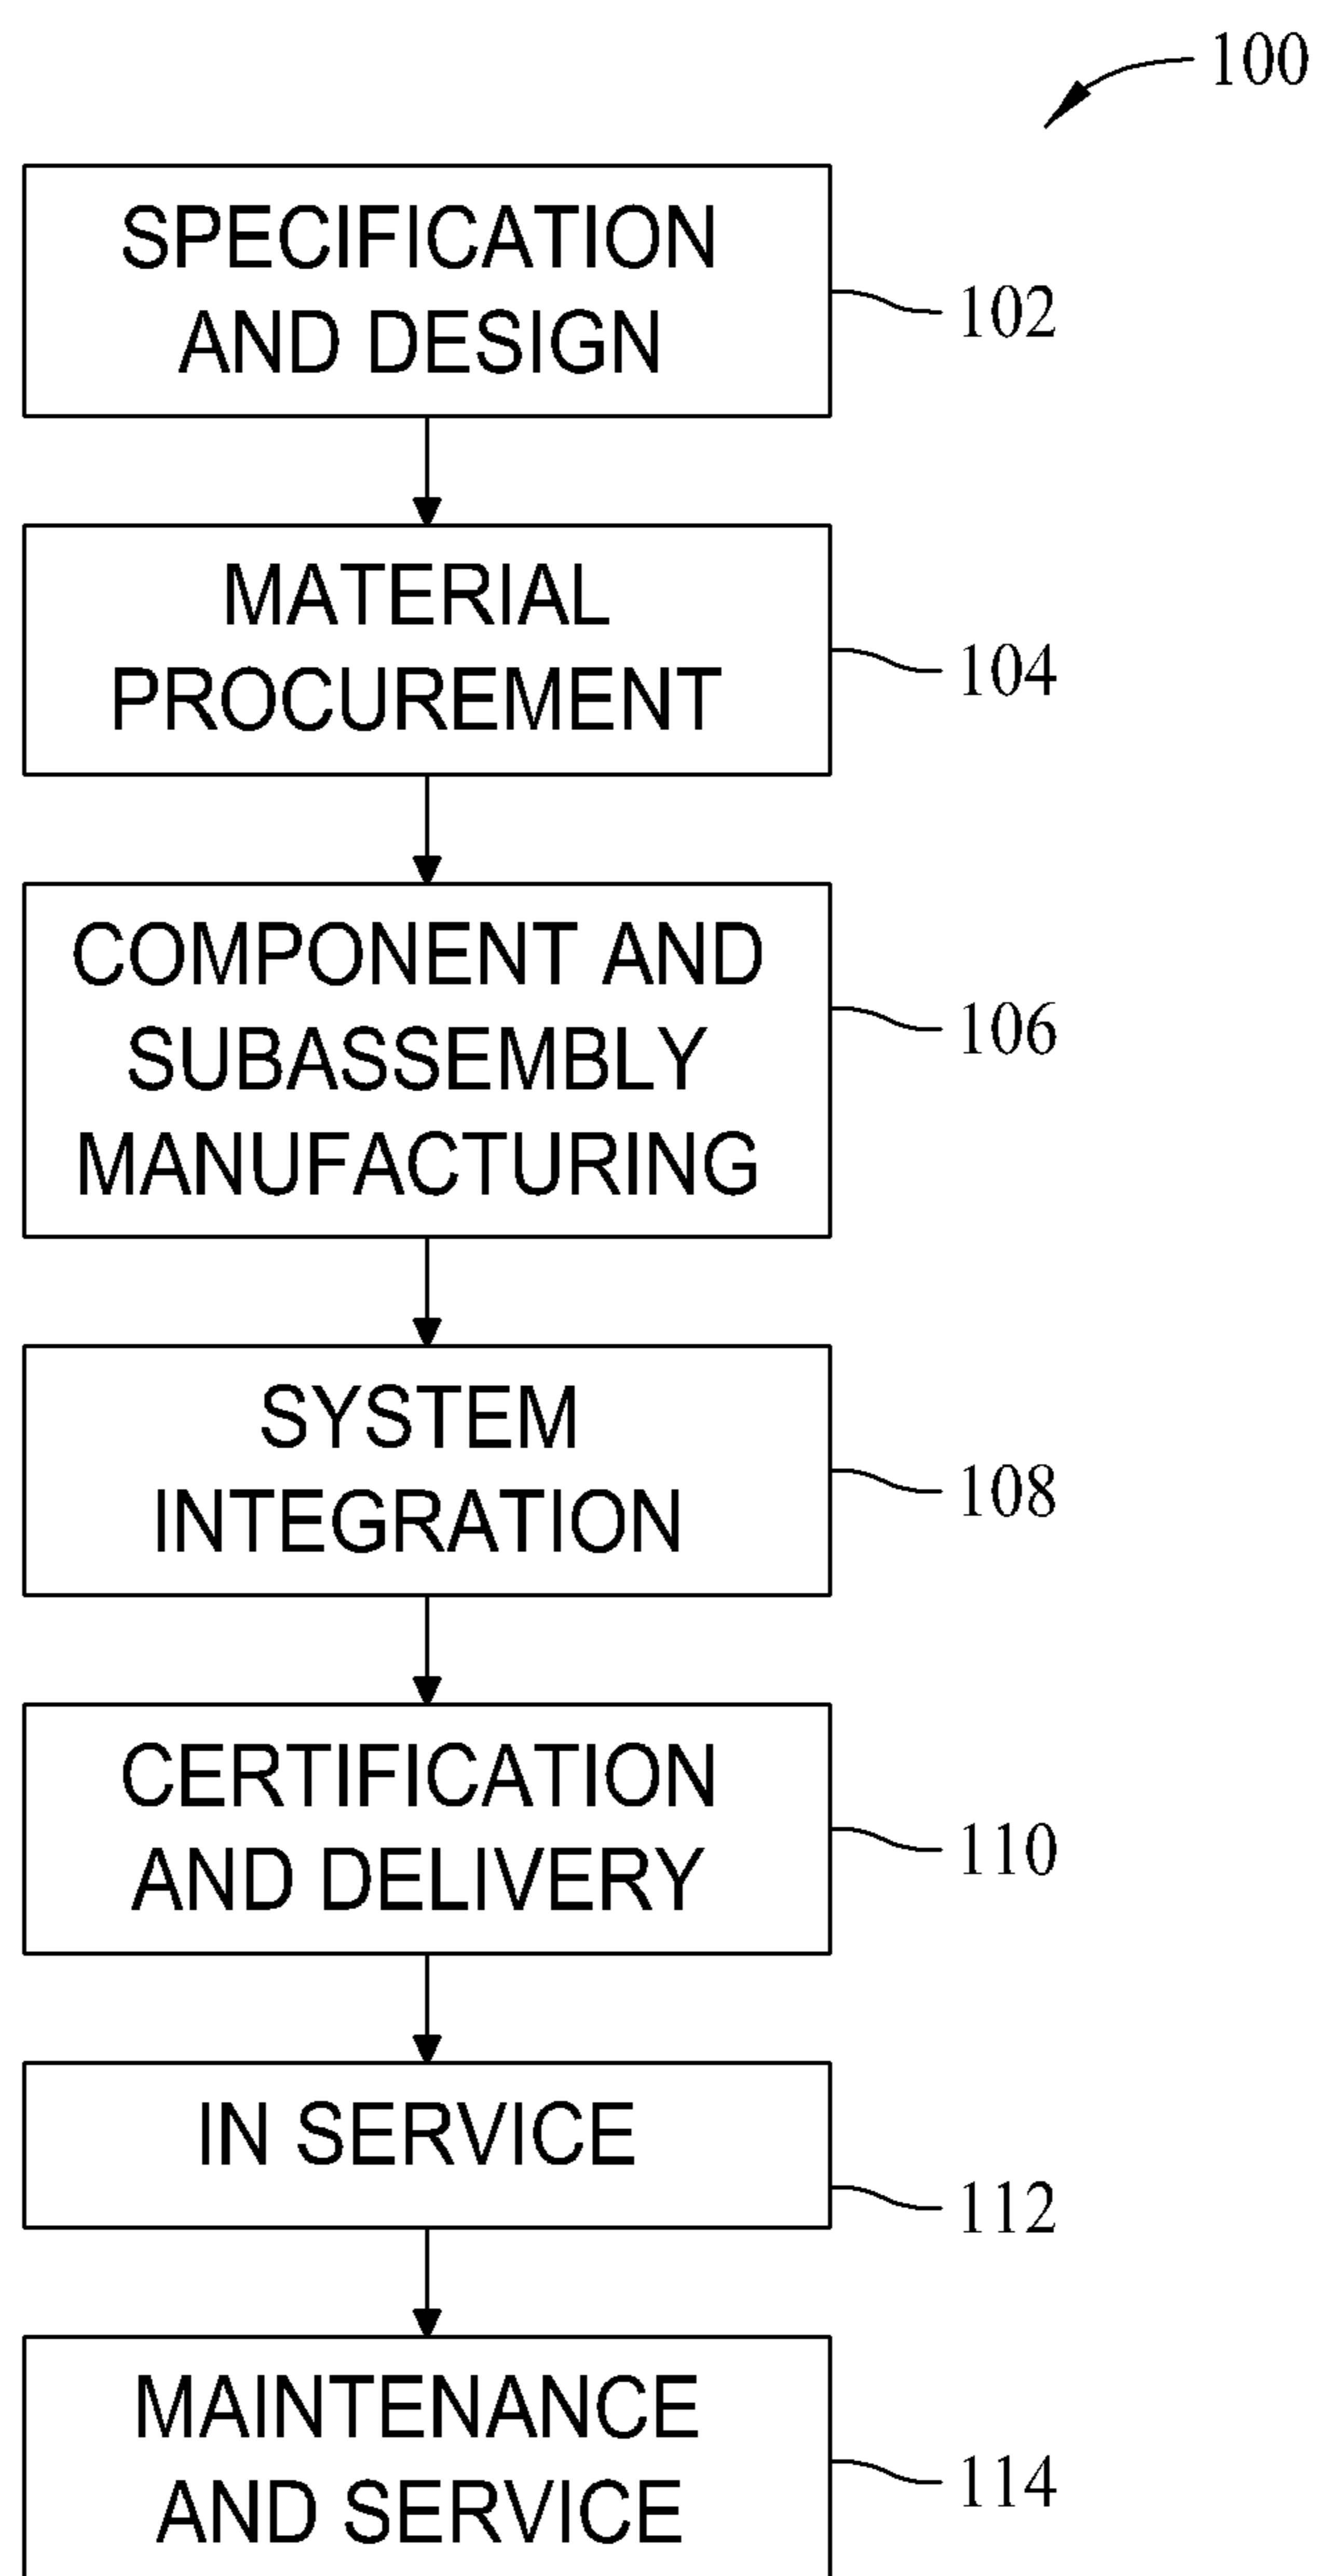 100
SPECIFICATION
AND DESIGN
102
MATERIAL
PROCUREMENT
104
COMPONENT AND
SUBASSEMBLY
MANUFACTURING
106
SYSTEM
INTEGRATION
108
CERTIFICATION
AND DELIVERY
110
IN SERVICE
112
MAINTENANCE
AND SERVICE
114